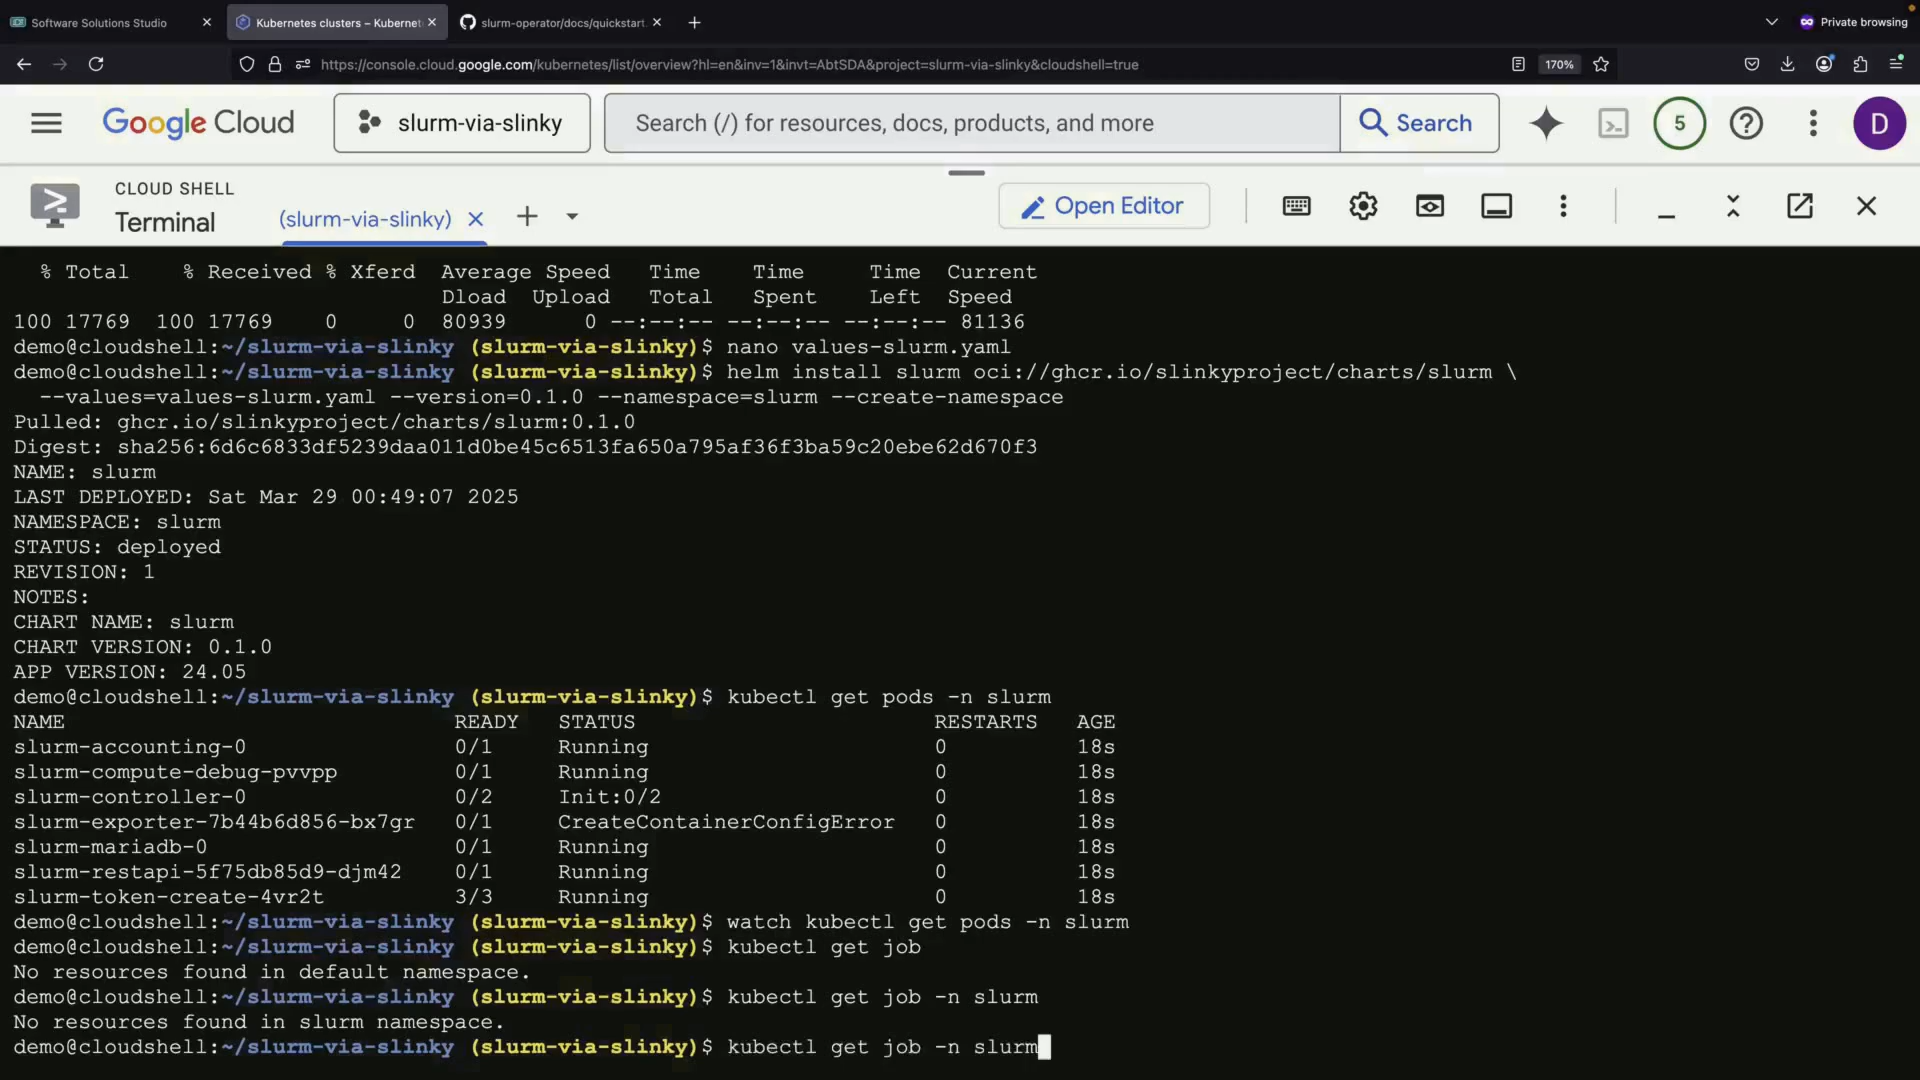 Software Solutions Studio
Kubernetes clusters – Kubernet
slurm-operator/docs/quickstart.
Private browsing
https://console.cloud.google.com/kubernetes/list/overview?hl=en&inv=1&invt=AbtSDA&project=slurm-via-slinky&cloudshell=true
170%
Google Cloud
slurm-via-slinky
Search (/) for resources, docs, products, and more
Search
5
D
CLOUD SHELL
Terminal
(slurm-via-slinky)
Open Editor
% Total % Received % Xferd Average Speed Time Time Time Current
Dload Upload Total Spent Left Speed
100 17769 100 17769 0 0 80939 0 --:--:-- --:--:-- --:--:-- 81136
demo@cloudshell:~/slurm-via-slinky (slurm-via-slinky)$ nano values-slurm.yaml
demo@cloudshell:~/slurm-via-slinky (slurm-via-slinky)$ helm install slurm oci://ghcr.io/slinkyproject/charts/slurm \
--values=values-slurm.yaml --version=0.1.0 --namespace=slurm --create-namespace
Pulled: ghcr.io/slinkyproject/charts/slurm:0.1.0
Digest: sha256:6d6c6833df5239daa011d0be45c6513fa650a795af36f3ba59c20ebe62d670f3
NAME: slurm
LAST DEPLOYED: Sat Mar 29 00:49:07 2025
NAMESPACE: slurm
STATUS: deployed
REVISION: 1
NOTES:
CHART NAME: slurm
CHART VERSION: 0.1.0
APP VERSION: 24.05
demo@cloudshell:~/slurm-via-slinky (slurm-via-slinky)$ kubectl get pods -n slurm
NAME READY STATUS RESTARTS AGE
slurm-accounting-0 0/1 Running 0 18s
slurm-compute-debug-pvvpp 0/1 Running 0 18s
slurm-controller-0 0/2 Init:0/2 0 18s
slurm-exporter-7b44b6d856-bx7gr 0/1 CreateContainerConfigError 0 18s
slurm-mariadb-0 0/1 Running 0 18s
slurm-restapi-5f75db85d9-djm42 0/1 Running 0 18s
slurm-token-create-4vr2t 3/3 Running 0 18s
demo@cloudshell:~/slurm-via-slinky (slurm-via-slinky)$ watch kubectl get pods -n slurm
demo@cloudshell:~/slurm-via-slinky (slurm-via-slinky)$ kubectl get job
No resources found in default namespace.
demo@cloudshell:~/slurm-via-slinky (slurm-via-slinky)$ kubectl get job -n slurm
No resources found in slurm namespace.
demo@cloudshell:~/slurm-via-slinky (slurm-via-slinky)$ kubectl get job -n slurm